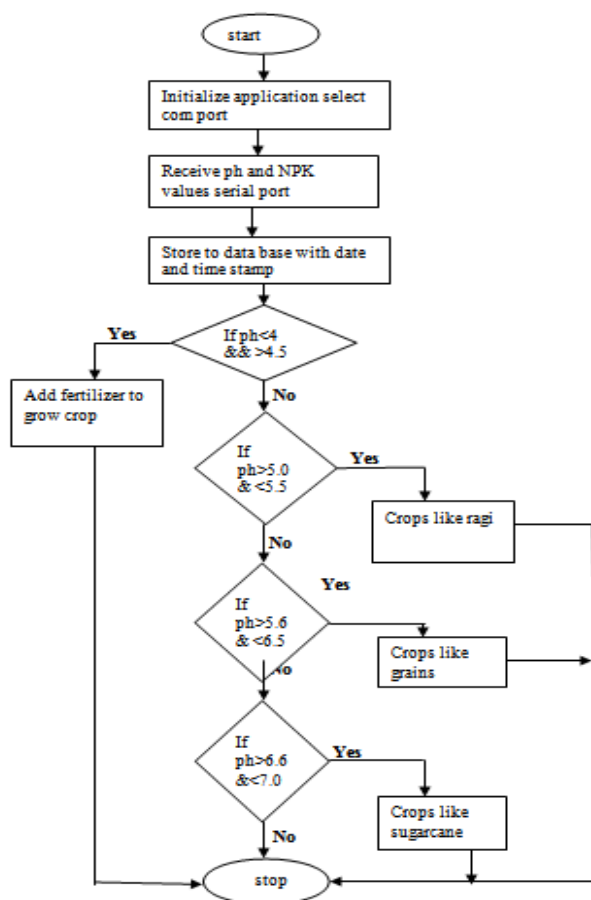 start
Initialize application select
com port
Receive ph and NPK
values serial port
Store to data base with date
and time stamp
If ph<4
&& >4.5
Yes
Add fertilizer to
grow crop
No
If
ph>5.0
& <5.5
Yes
Crops like ragi
No
If
ph>5.6
& <6.5
Yes
Crops like
grains
No
If
ph>6.6
&<7.0
Yes
Crops like
sugarcane
No
stop